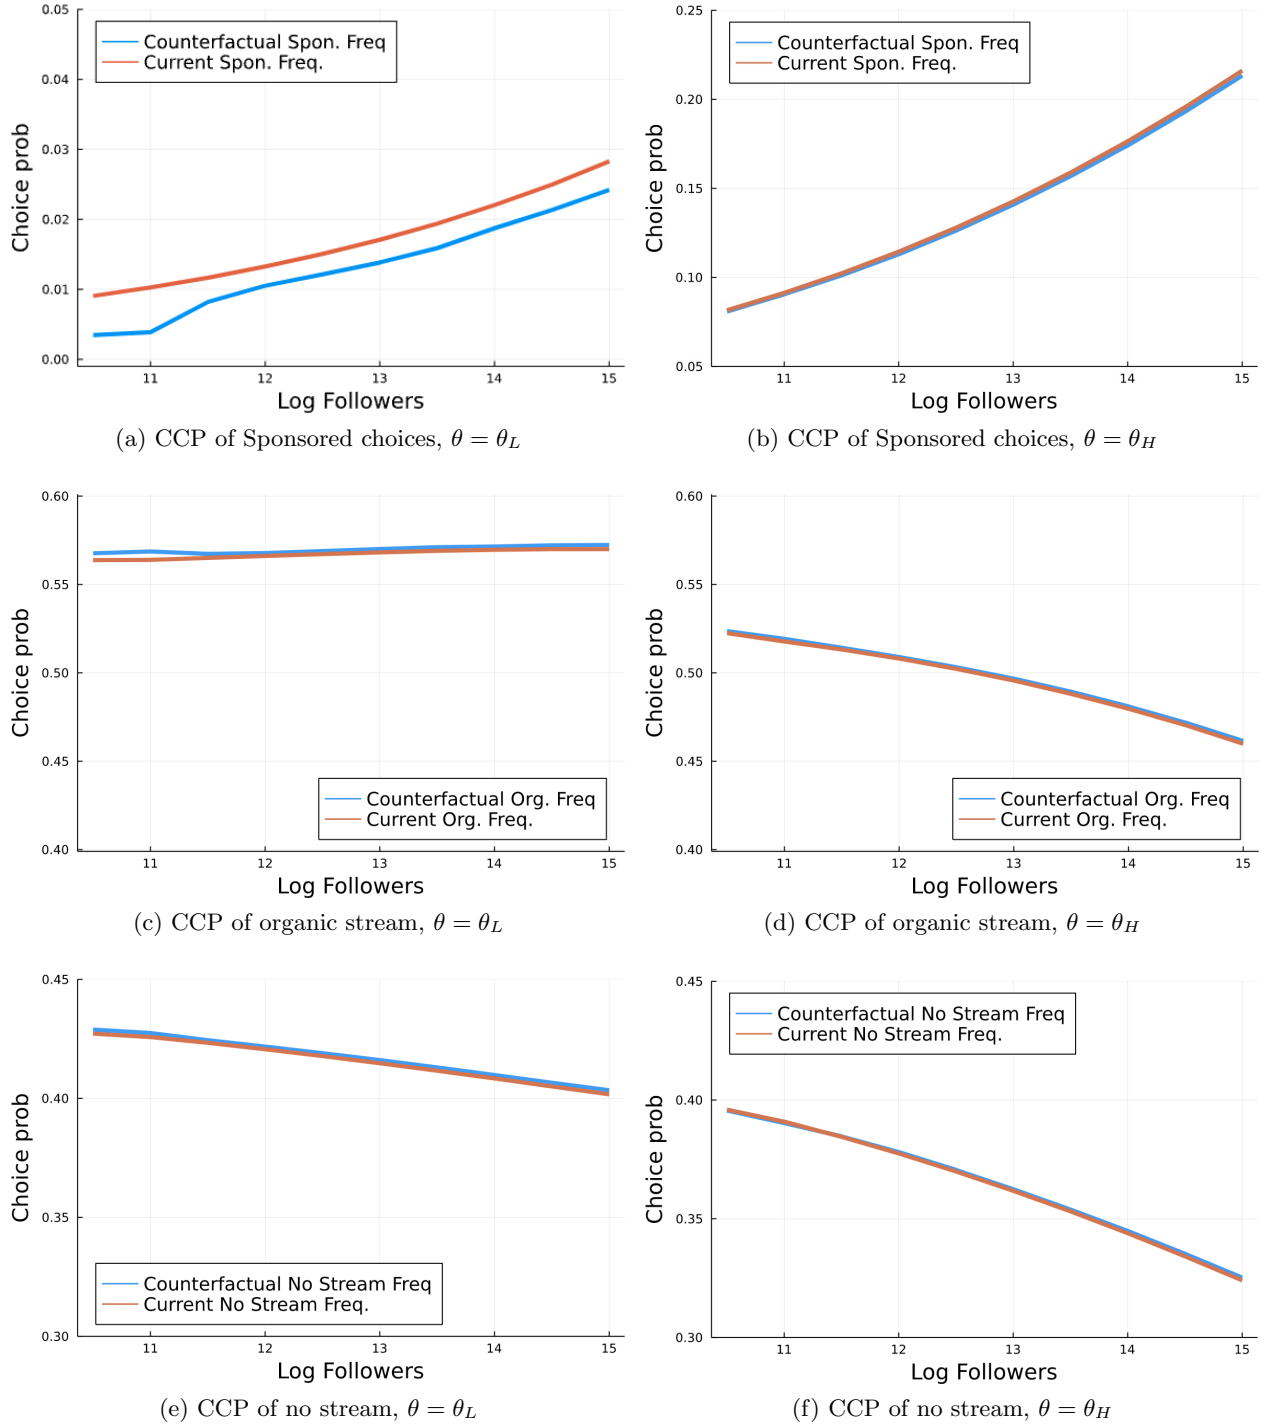 Choice prob
0.05
0.04
0.03
0.02
0.01
0.00
Counterfactual Spon. Freq
Current Spon. Freq.
11 12 13 14 15
Log Followers
(a) CCP of Sponsored choices, θ = θ_L
Choice prob
0.25
0.20
0.15
0.10
0.05
Counterfactual Spon. Freq
Current Spon. Freq.
11 12 13 14 15
Log Followers
(b) CCP of Sponsored choices, θ = θ_H
Choice prob
0.60
0.55
0.50
0.45
0.40
Counterfactual Org. Freq
Current Org. Freq.
11 12 13 14 15
Log Followers
(c) CCP of organic stream, θ = θ_L
Choice prob
0.60
0.55
0.50
0.45
0.40
Counterfactual Org. Freq
Current Org. Freq.
11 12 13 14 15
Log Followers
(d) CCP of organic stream, θ = θ_H
Choice prob
0.45
0.40
0.35
0.30
Counterfactual No Stream Freq
Current No Stream Freq.
11 12 13 14 15
Log Followers
(e) CCP of no stream, θ = θ_L
Choice prob
0.45
0.40
0.35
0.30
Counterfactual No Stream Freq
Current No Stream Freq.
11 12 13 14 15
Log Followers
(f) CCP of no stream, θ = θ_H